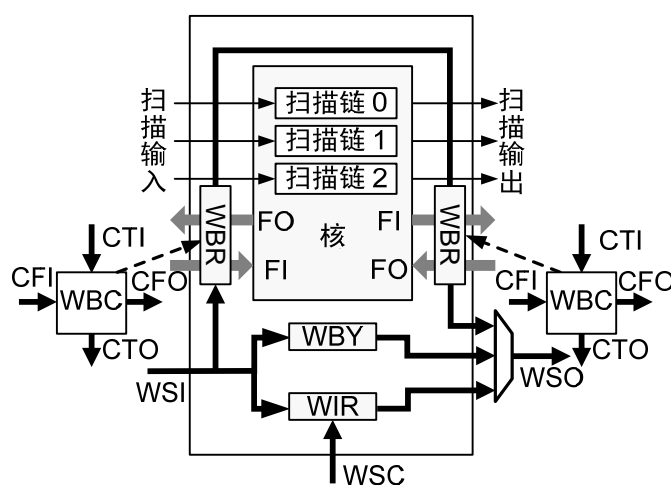 扫描输入
扫描链 0
扫描链 1
扫描链 2
扫描输出
WBR
FO
FI
核
FI
FO
WBR
CTI
CFI
WBC
CFO
CTO
CTI
CFI
WBC
CFO
CTO
WBY
WSI
WIR
WSO
WSC